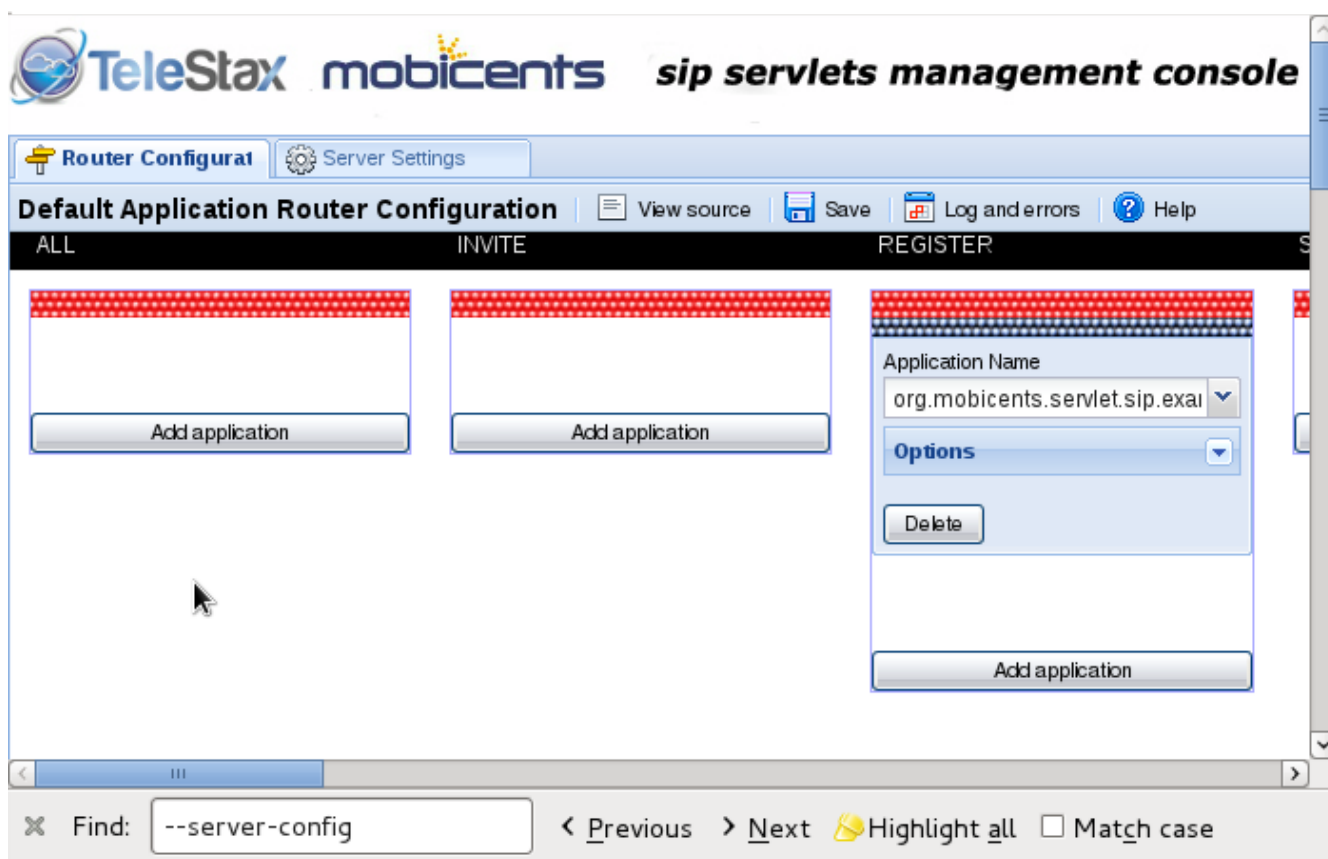 TeleStax mobicents sip servlets management console
Router Configurat Server Settings
Default Application Router Configuration View source Save Log and errors Help
ALL INVITE REGISTER S
Application Name
org.mobicents.servlet.sip.exa
Add application Add application
Options
Delete
Add application
Find: --server-config Previous Next Highlight all Match case